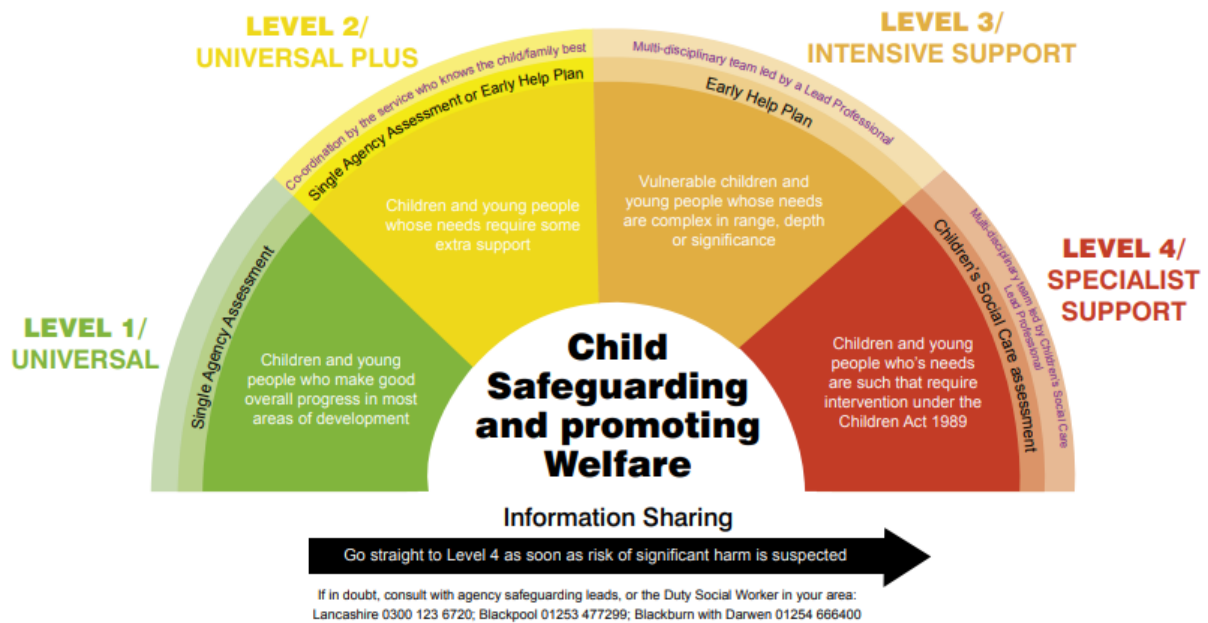 LEVEL 1/
UNIVERSAL
Single Agency Assessment
Children and young
people who make good
overall progress in most
areas of development
LEVEL 2/
UNIVERSAL PLUS
Co-ordination by the service who knows the child/family best
Single Agency Assessment or Early Help Plan
Children and young people
whose needs require some
extra support
LEVEL 3/
INTENSIVE SUPPORT
Multi-disciplinary team led by a Lead Professional
Early Help Plan
Vulnerable children and
young people whose needs
are complex in range, depth
or significance
LEVEL 4/
SPECIALIST
SUPPORT
Multi-disciplinary team led by Children's Social Care
Lead Professional
Children's Social Care assessment
Children and young
people who's needs
are such that require
intervention under the
Children Act 1989
Child
Safeguarding
and promoting
Welfare
Information Sharing
Go straight to Level 4 as soon as risk of significant harm is suspected
If in doubt, consult with agency safeguarding leads, or the Duty Social Worker in your area:
Lancashire 0300 123 6720; Blackpool 01253 477299; Blackburn with Darwen 01254 666400